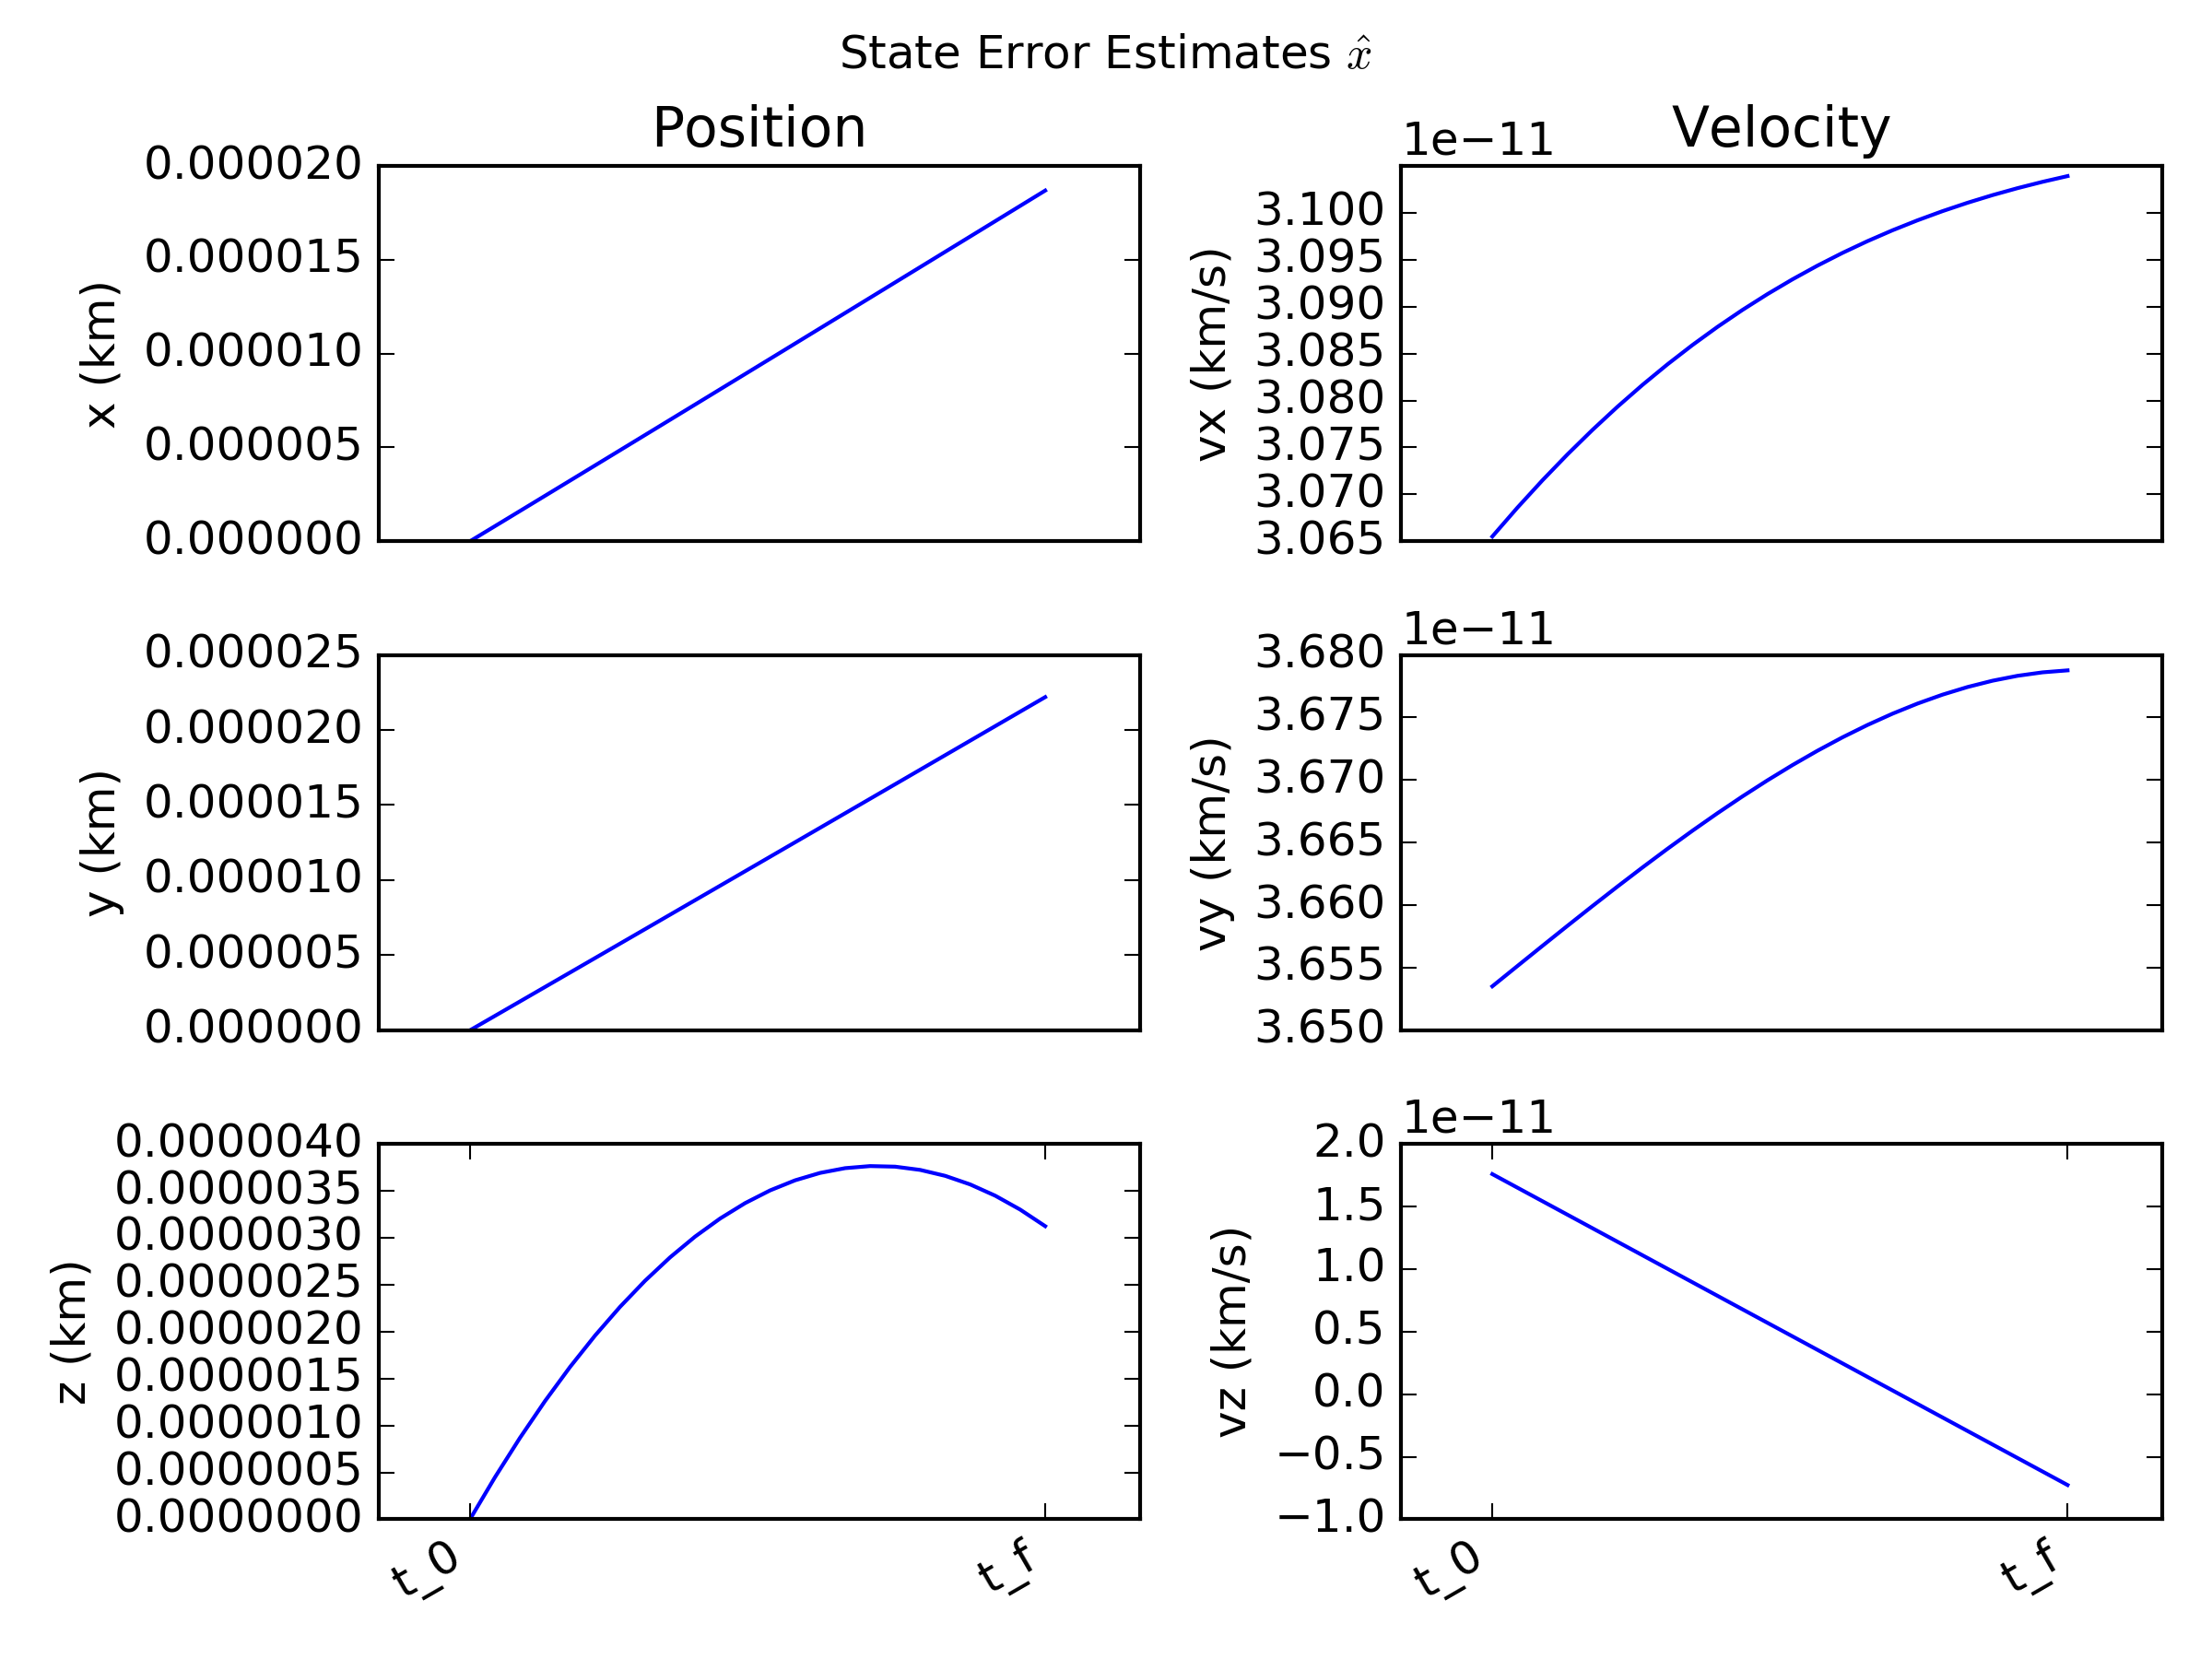 State Error Estimates x̂
Position
0.000020
0.000015
0.000010
0.000005
0.000000
x (km)
Velocity
1e−11
3.100
3.095
3.090
3.085
3.080
3.075
3.070
3.065
vx (km/s)
0.000025
0.000020
0.000015
0.000010
0.000005
0.000000
y (km)
1e−11
3.680
3.675
3.670
3.665
3.660
3.655
3.650
vy (km/s)
0.0000040
0.0000035
0.0000030
0.0000025
0.0000020
0.0000015
0.0000010
0.0000005
0.0000000
z (km)
t_0
t_f
1e−11
2.0
1.5
1.0
0.5
0.0
−0.5
−1.0
vz (km/s)
t_0
t_f